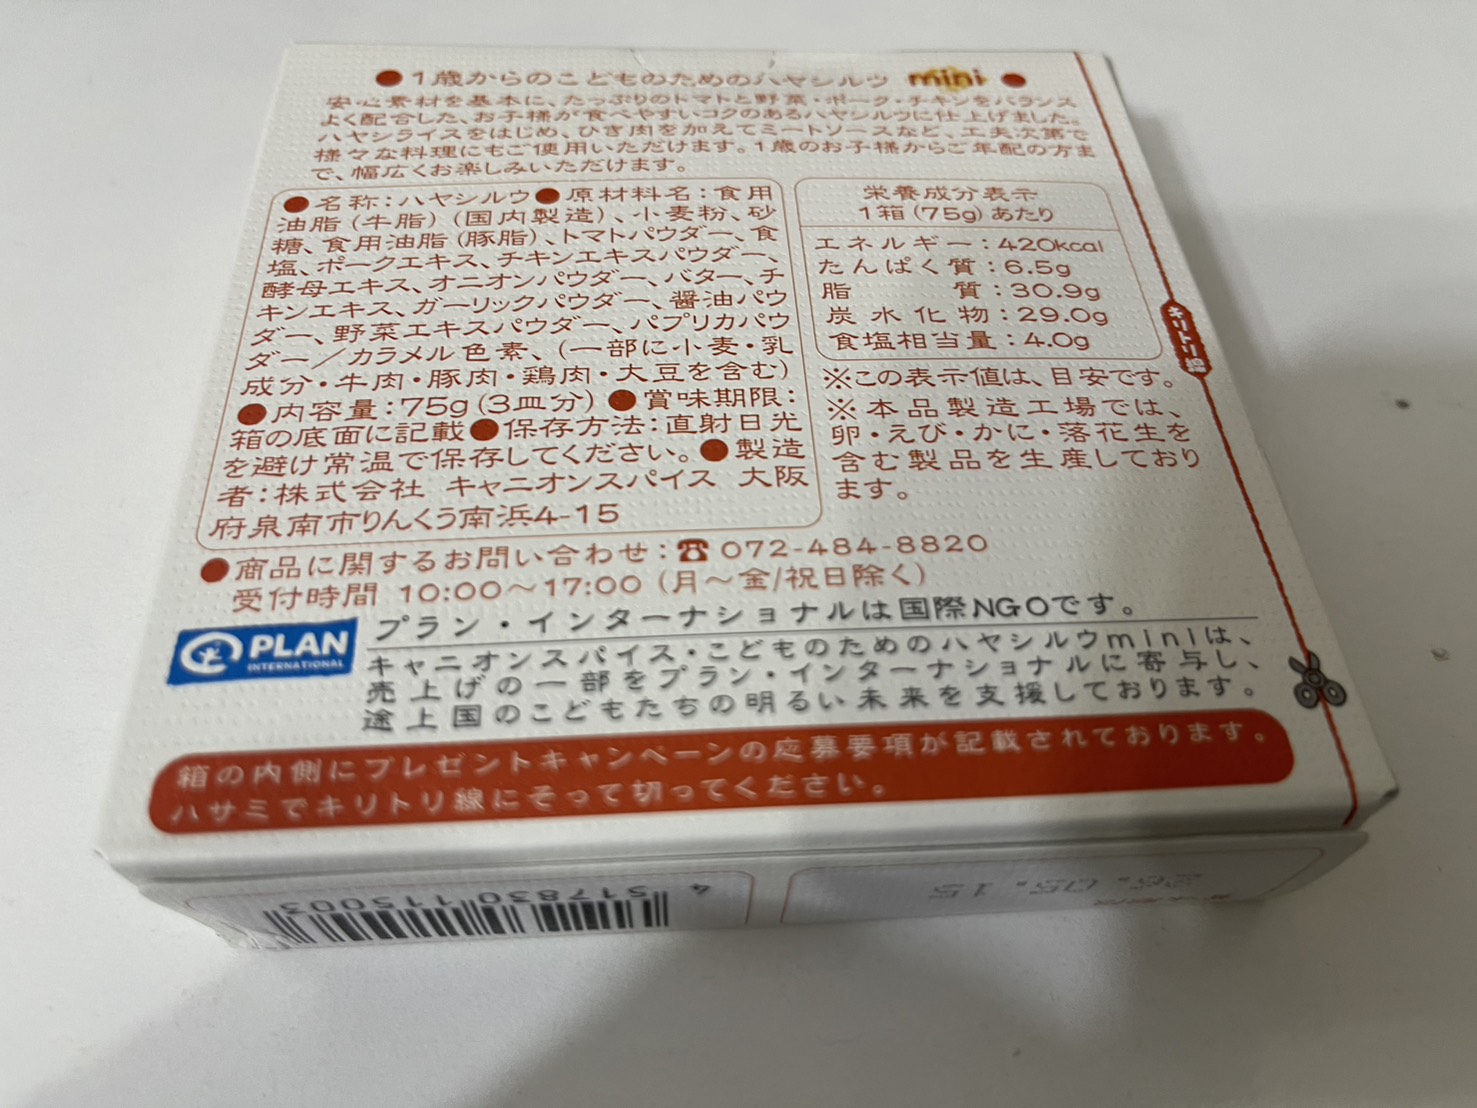 ●1歳からのこどものためのハヤシルウ mini●
安心素材を基本に、たっぷりのトマトと野菜・ポーク・チキンをバランス
よく配合した、お子様が食べやすいコクのあるハヤシルウに仕上げました。
ハヤシライスをはじめ、ひき肉を加えてミートソースなど、工夫次第で
様々な料理にもご使用いただけます。1歳のお子様からご年配の方ま
で、幅広くお楽しみいただけます。
●名称:ハヤシルウ●原材料名:食用
油脂(牛脂)(国内製造)、小麦粉、砂
糖、食用油脂(豚脂)、トマトパウダー、食
塩、ポークエキス、チキンエキスパウダー、
酵母エキス、オニオンパウダー、バター、チ
キンエキス、ガーリックパウダー、醤油パウ
ダー、野菜エキスパウダー、パプリカパウ
ダー/カラメル色素、(一部に小麦・乳
成分・牛肉・豚肉・鶏肉・大豆を含む)
●内容量:75g(3皿分)●賞味期限:
箱の底面に記載●保存方法:直射日光
を避け常温で保存してください。●製造
者:株式会社 キャニオンスパイス 大阪
府泉南市りんくう南浜4-15
栄養成分表示
1箱(75g)あたり
エネルギー:420kcal
たんぱく質:6.5g
脂質:30.9g
炭水化物:29.0g
食塩相当量:4.0g
※この表示値は、目安です。
※本品製造工場では、
卵・えび・かに・落花生を
含む製品を生産しており
ます。
キリトリ線
●商品に関するお問い合わせ:☎072-484-8820
受付時間 10:00〜17:00(月〜金/祝日除く)
PLAN
INTERNATIONAL
プラン・インターナショナルは国際NGOです。
キャニオンスパイス・こどものためのハヤシルウminiは、
売上げの一部をプラン・インターナショナルに寄与し、
途上国のこどもたちの明るい未来を支援しております。
箱の内側にプレゼントキャンペーンの応募要項が記載されております。
ハサミでキリトリ線にそって切ってください。
4 517830 115003
26.05.15